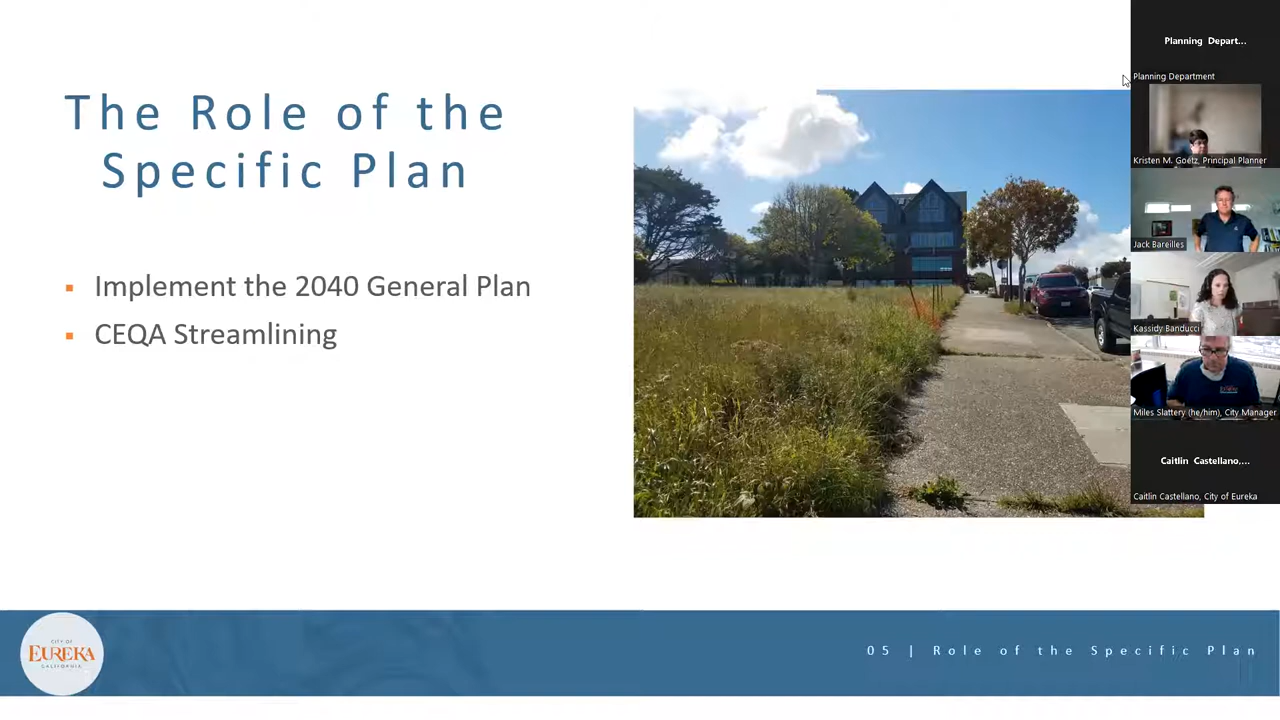 The Role of the
Specific Plan
▪ Implement the 2040 General Plan
▪ CEQA Streamlining
Planning Depart...
Planning Department
Kristen M. Goetz, Principal Planner
Jack Bareilles
Kassidy Banducci
Miles Slattery (he/him), City Manager
Caitlin Castellano,...
Caitlin Castellano, City of Eureka
CITY OF
EUREKA
CALIFORNIA
05 | Role of the Specific Plan